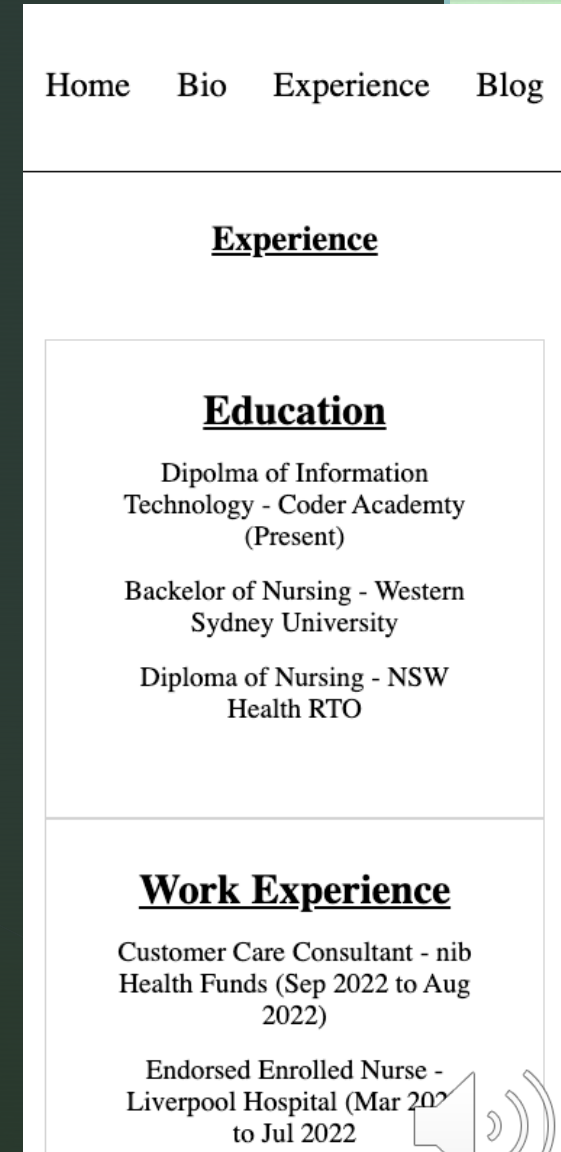 Home Bio Experience Blog
Experience
Education
Dipolma of Information
Technology - Coder Academty
(Present)
Backelor of Nursing - Western
Sydney University
Diploma of Nursing - NSW
Health RTO
Work Experience
Customer Care Consultant - nib
Health Funds (Sep 2022 to Aug
2022)
Endorsed Enrolled Nurse -
Liverpool Hospital (Mar
to Jul 2022